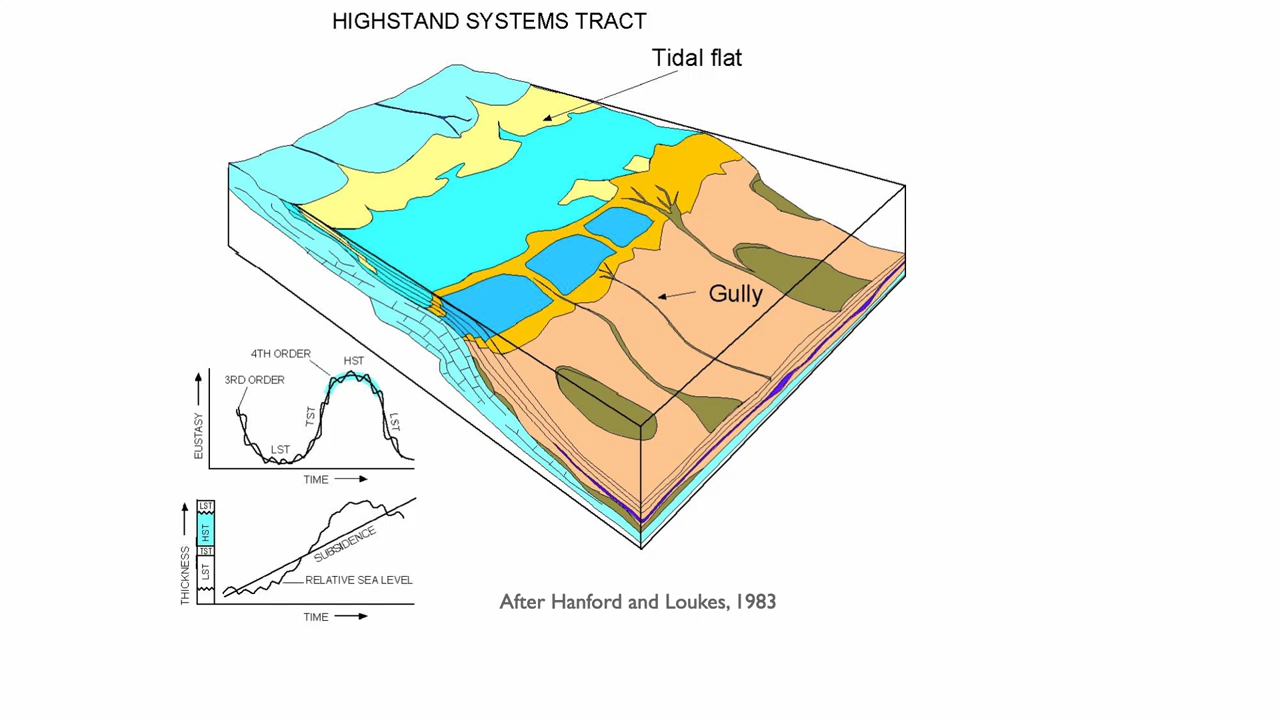 HIGHSTAND SYSTEMS TRACT
Tidal flat
Gully
4TH ORDER
HST
3RD ORDER
EUSTASY
TST
LST
LST
TIME
LST
HST
TST
LST
THICKNESS
SUBSIDENCE
RELATIVE SEA LEVEL
TIME
After Hanford and Loukes, 1983